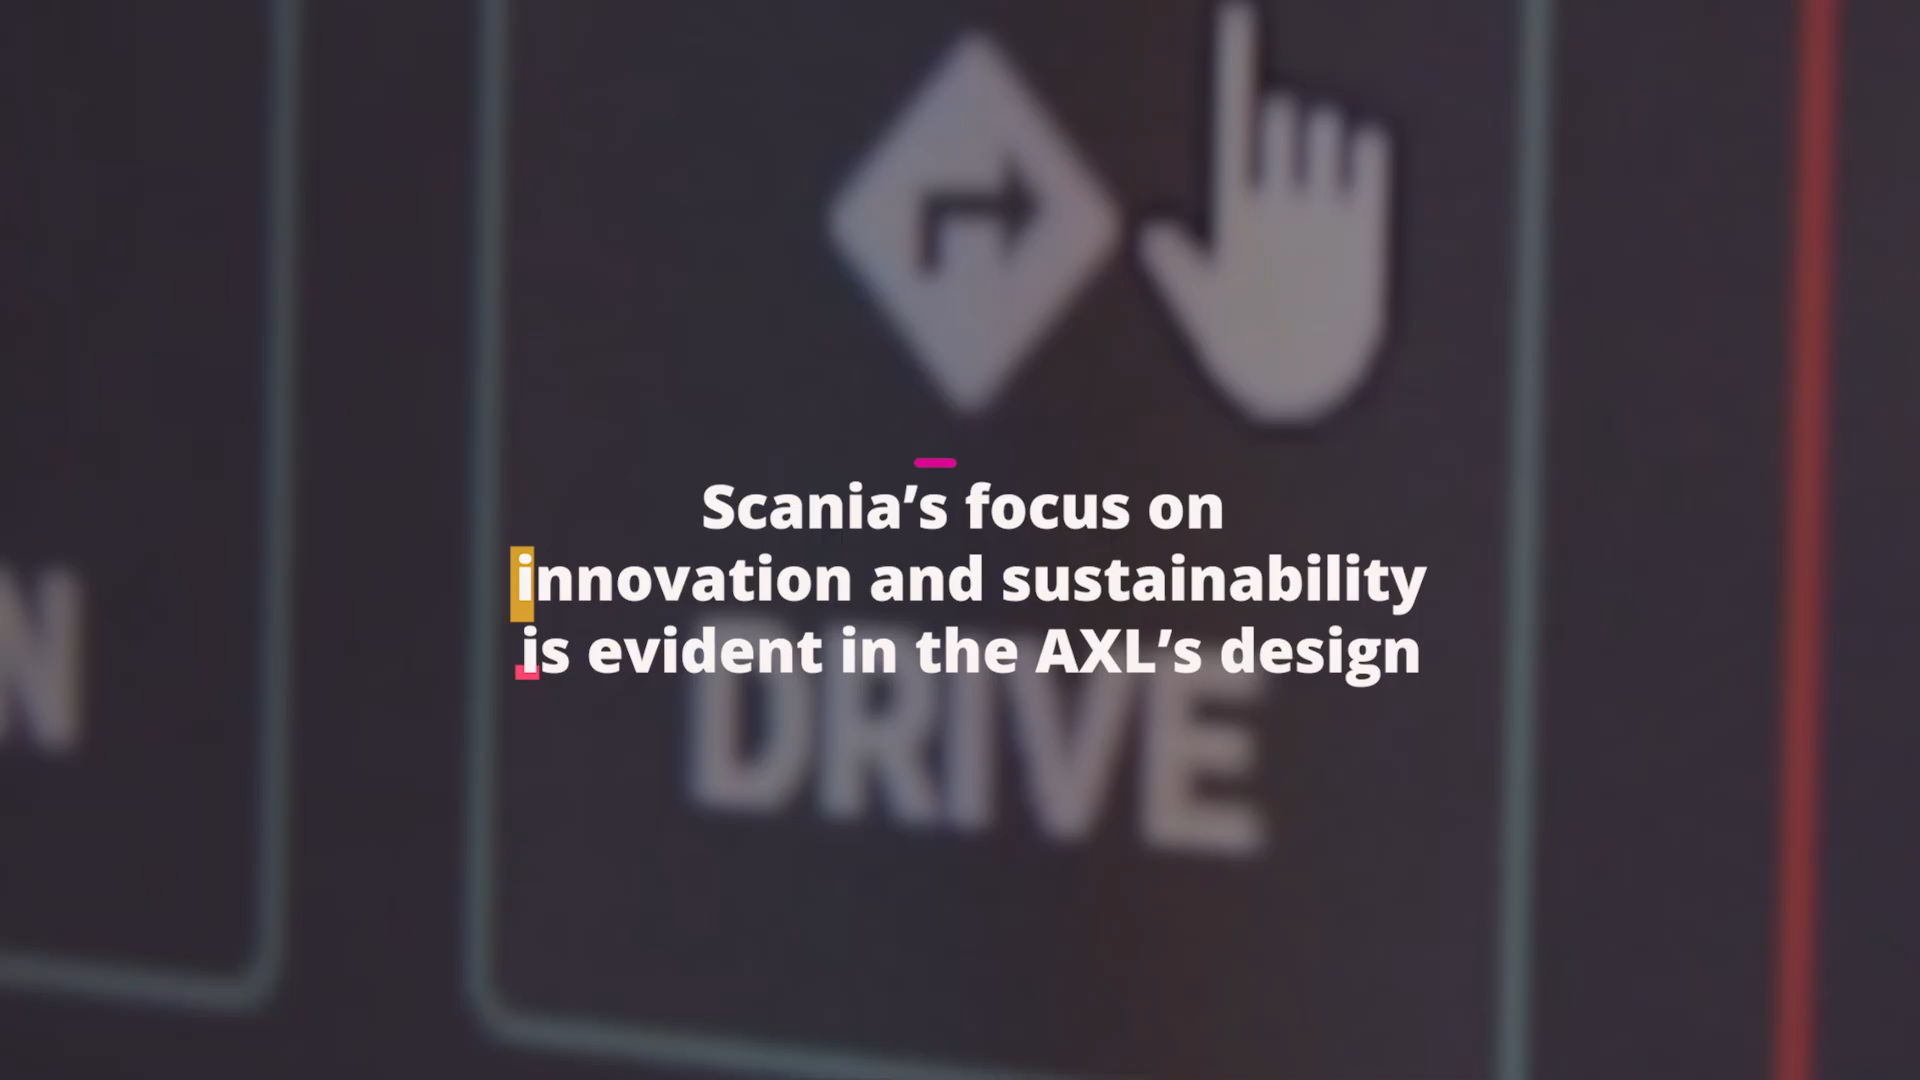 Scania’s focus on
innovation and sustainability
is evident in the AXL’s design
DRIVE
N